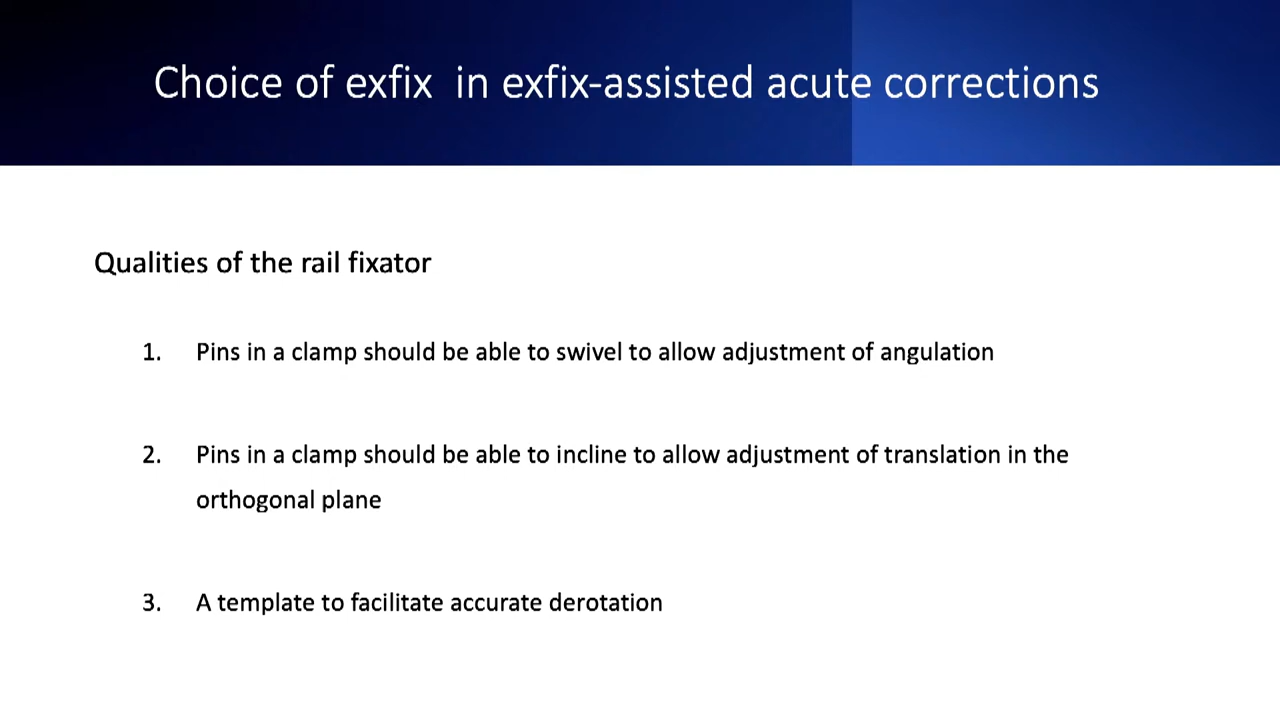 Choice of exfix  in exfix-assisted acute corrections
Qualities of the rail fixator
1. Pins in a clamp should be able to swivel to allow adjustment of angulation
2. Pins in a clamp should be able to incline to allow adjustment of translation in the
orthogonal plane
3. A template to facilitate accurate derotation